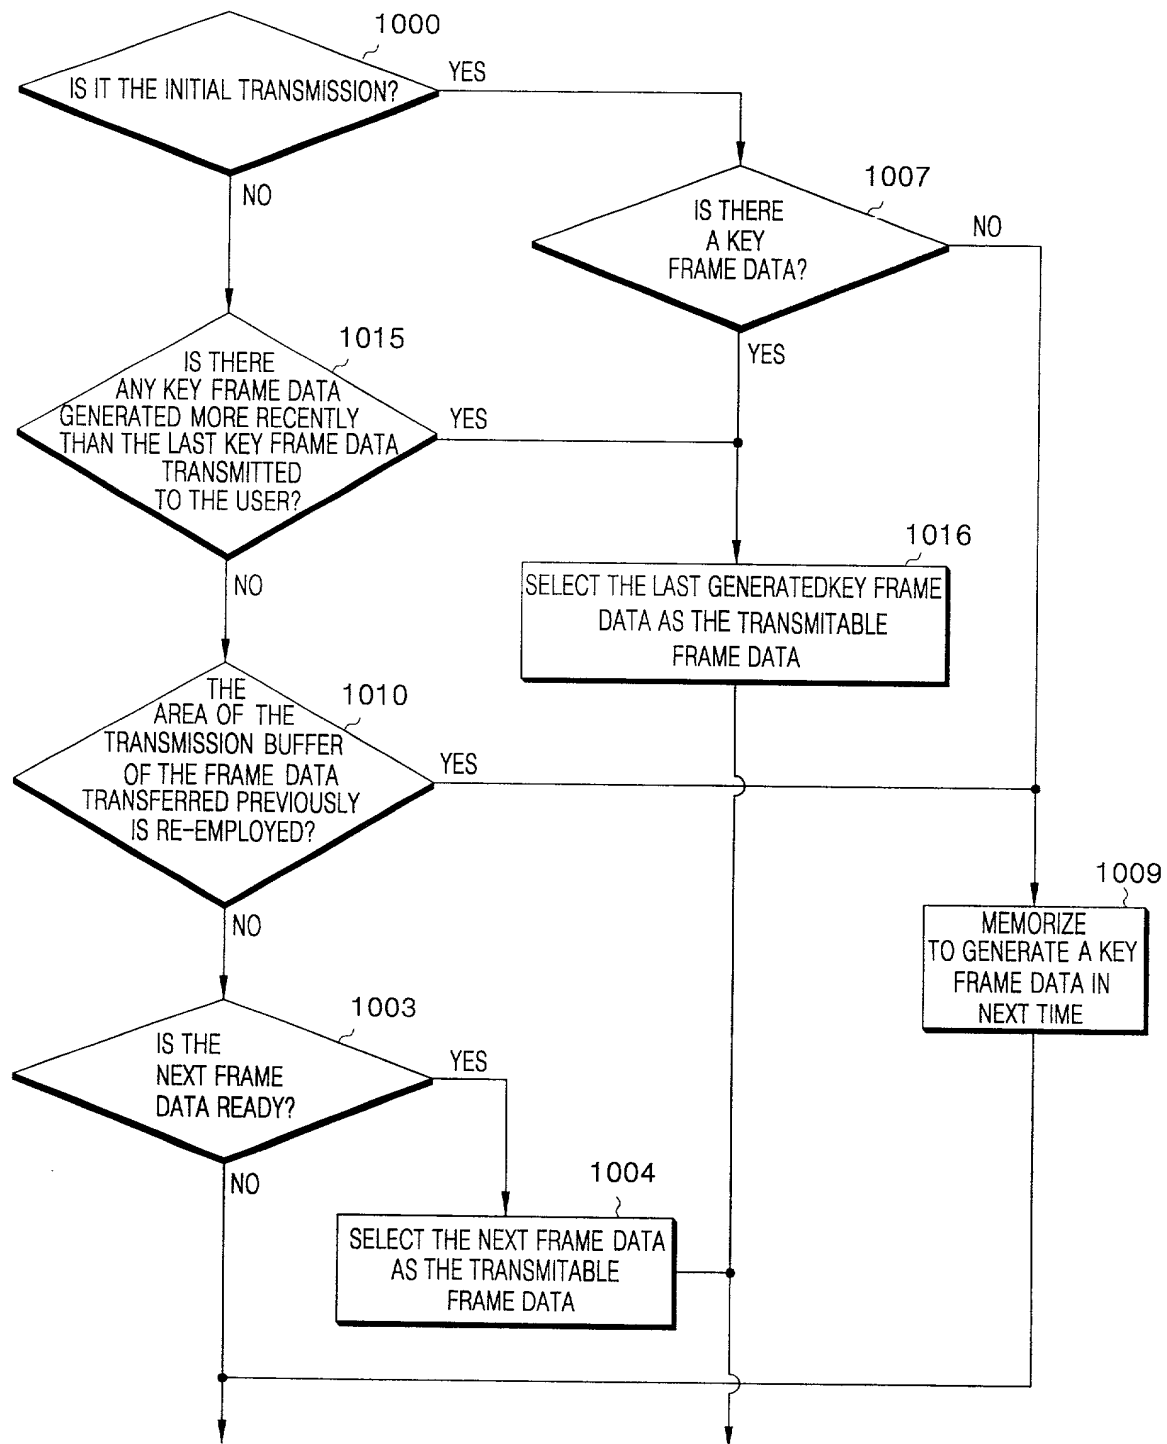 1000
IS IT THE INITIAL TRANSMISSION?
YES
NO
1007
IS THERE
A KEY
FRAME DATA?
NO
YES
1015
IS THERE
ANY KEY FRAME DATA
GENERATED MORE RECENTLY
THAN THE LAST KEY FRAME DATA
TRANSMITTED
TO THE USER?
YES
NO
1016
SELECT THE LAST GENERATEDKEY FRAME
DATA AS THE TRANSMITABLE
FRAME DATA
1010
THE
AREA OF THE
TRANSMISSION BUFFER
OF THE FRAME DATA
TRANSFERRED PREVIOUSLY
IS RE-EMPLOYED?
YES
NO
1009
MEMORIZE
TO GENERATE A KEY
FRAME DATA IN
NEXT TIME
1003
IS THE
NEXT FRAME
DATA READY?
YES
NO
1004
SELECT THE NEXT FRAME DATA
AS THE TRANSMITABLE
FRAME DATA